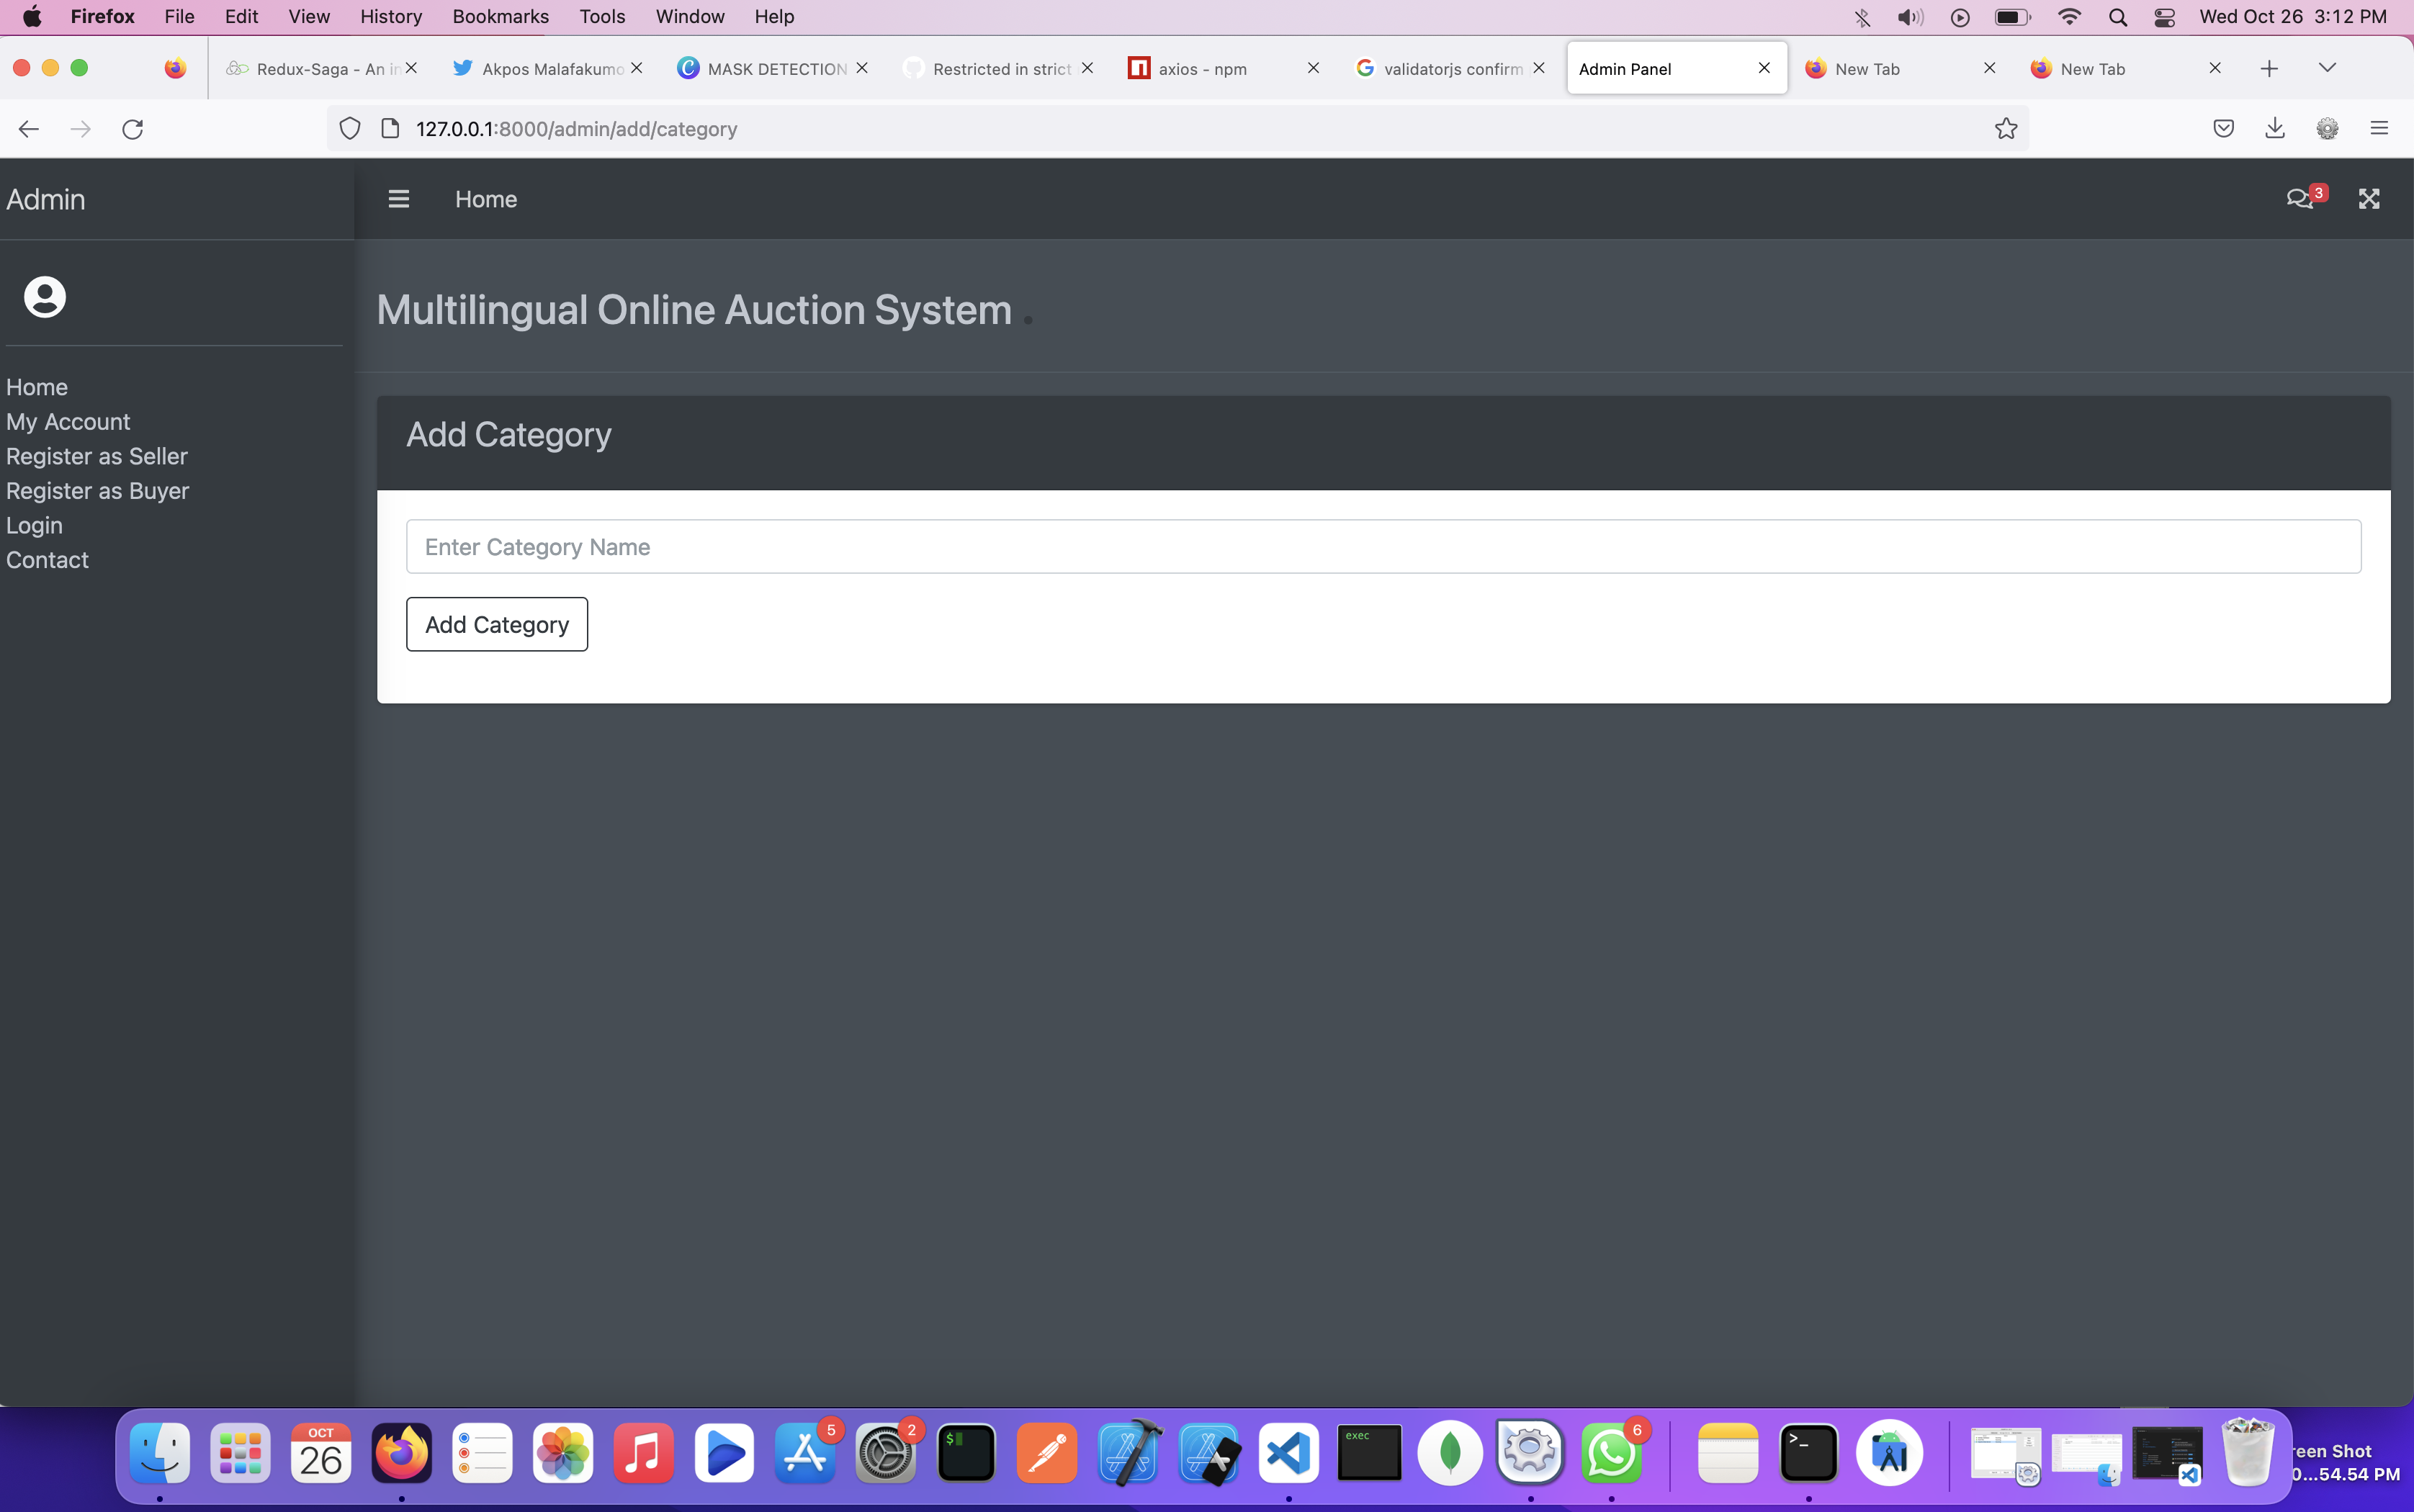 Firefox File Edit View History Bookmarks Tools Window Help Wed Oct 26 3:12 PM
Redux-Saga - An in Akpos Malafakumo MASK DETECTION Restricted in strict axios - npm validatorjs confirm Admin Panel New Tab New Tab
127.0.0.1:8000/admin/add/category
Admin Home 3
Multilingual Online Auction System .
Home
My Account
Register as Seller
Register as Buyer
Login
Contact
Add Category
Enter Category Name
Add Category
OCT
26
5
2
$
exec
6
>_
reen Shot
0...54.54 PM